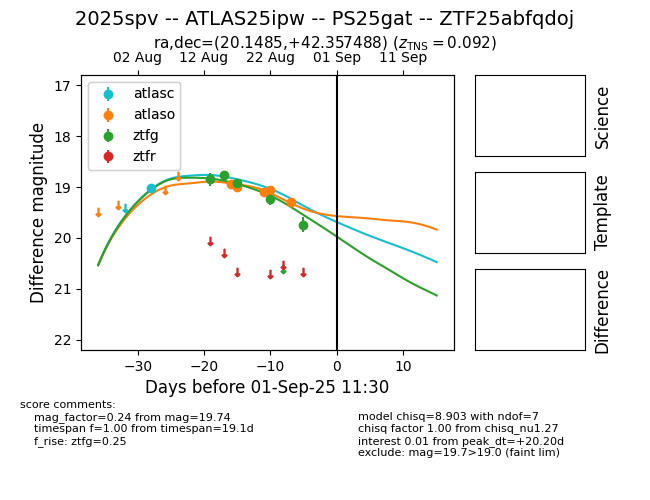 2025spv -- ATLAS25ipw -- PS25gat -- ZTF25abfqdoj
ra,dec=(20.1485,+42.357488) (z_TNS = 0.092)
02 Aug 12 Aug 22 Aug 01 Sep 11 Sep
atlasc
atlaso
ztfg
ztfr
17
18
19
20
21
22
Difference magnitude
−30 −20 −10 0 10
Days before 01-Sep-25 11:30
Science
Template
Difference
score comments:
mag_factor=0.24 from mag=19.74
timespan f=1.00 from timespan=19.1d
f_rise: ztfg=0.25
model chisq=8.903 with ndof=7
chisq factor 1.00 from chisq_nu1.27
interest 0.01 from peak_dt=+20.20d
exclude: mag=19.7>19.0 (faint lim)